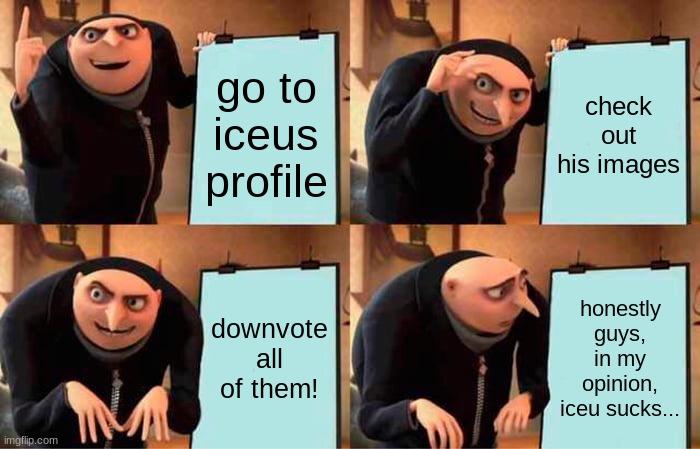 go to
iceus
profile
check
out
his images
downvote
all
of them!
honestly
guys,
in my
opinion,
iceu sucks...
imgflip.com